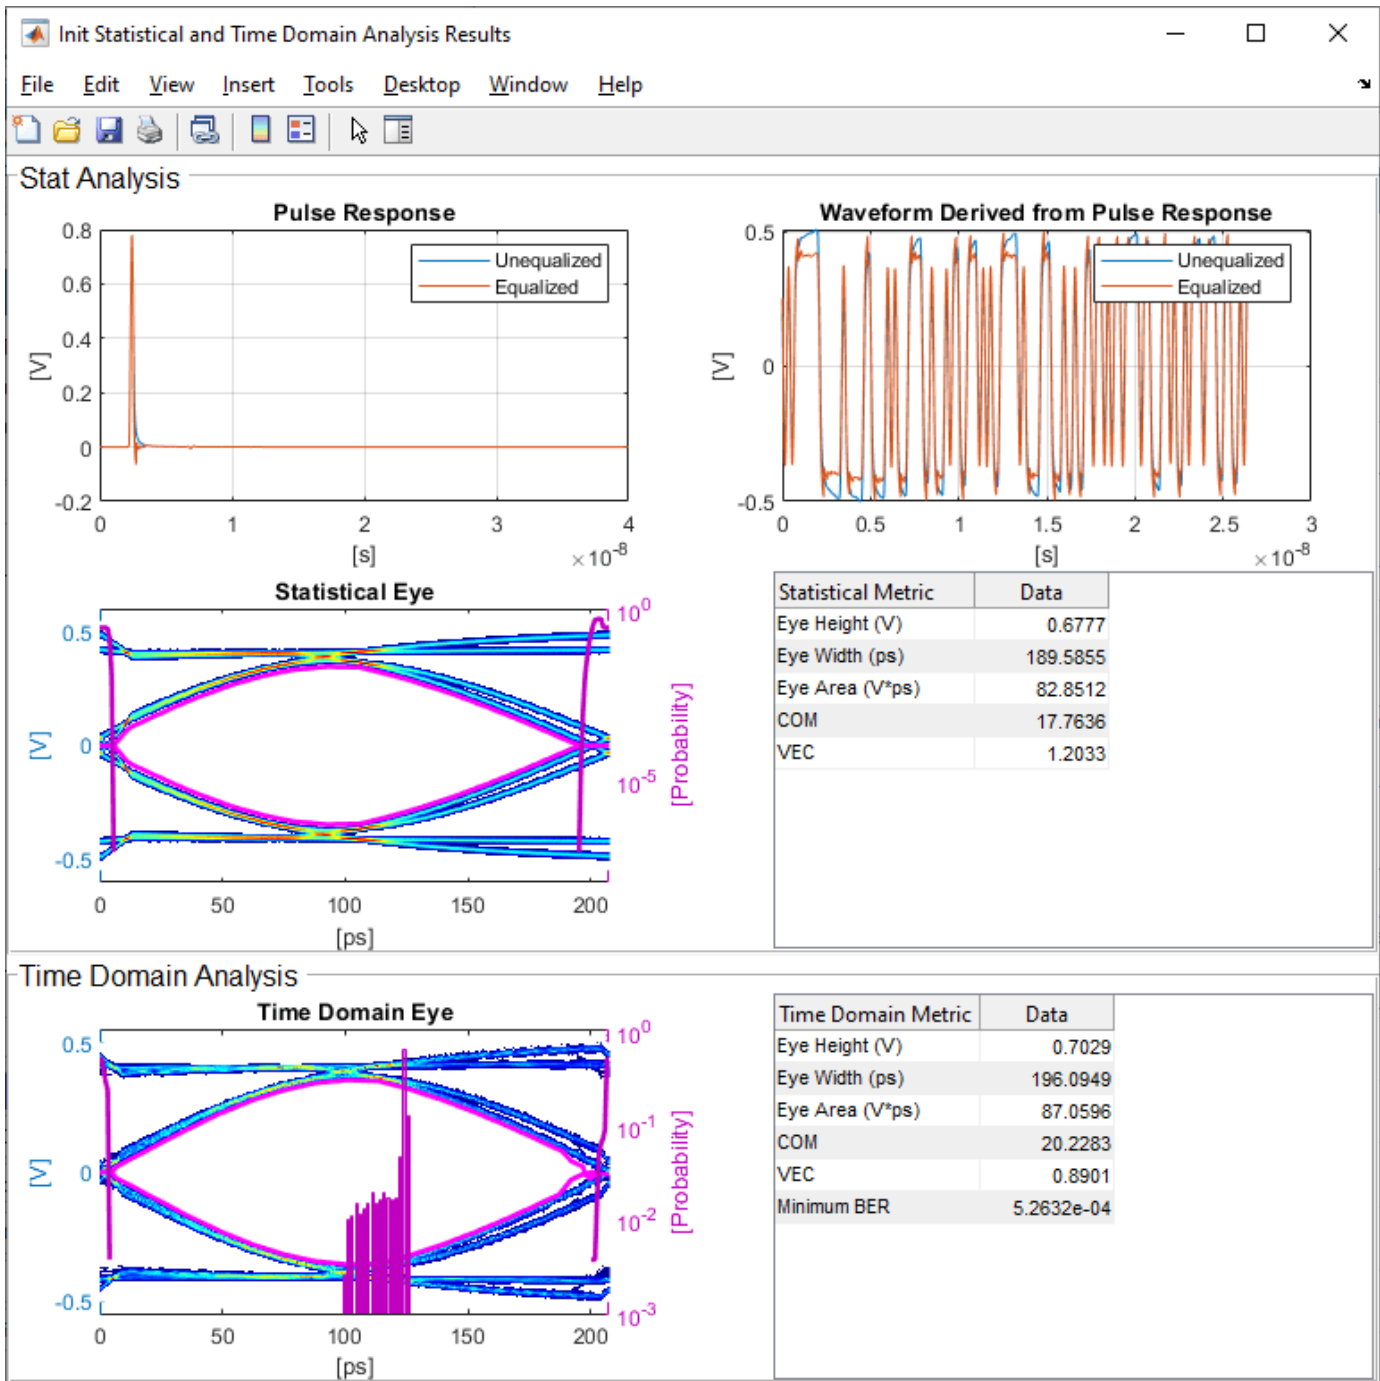 Init Statistical and Time Domain Analysis Results
File Edit View Insert Tools Desktop Window Help
Stat Analysis
Pulse Response
0.8
0.6
0.4
0.2
0
-0.2
[V]
Unequalized
Equalized
0 1 2 3 4
[s]
×10^-8
Waveform Derived from Pulse Response
0.5
0
-0.5
[V]
Unequalized
Equalized
0 0.5 1 1.5 2 2.5 3
[s]
×10^-8
Statistical Eye
0.5
0
-0.5
[V]
10^0
10^-5
[Probability]
0 50 100 150 200
[ps]
Statistical Metric Data
Eye Height (V) 0.6777
Eye Width (ps) 189.5855
Eye Area (V*ps) 82.8512
COM 17.7636
VEC 1.2033
Time Domain Analysis
Time Domain Eye
0.5
0
-0.5
[V]
10^0
10^-1
10^-2
10^-3
[Probability]
0 50 100 150 200
[ps]
Time Domain Metric Data
Eye Height (V) 0.7029
Eye Width (ps) 196.0949
Eye Area (V*ps) 87.0596
COM 20.2283
VEC 0.8901
Minimum BER 5.2632e-04